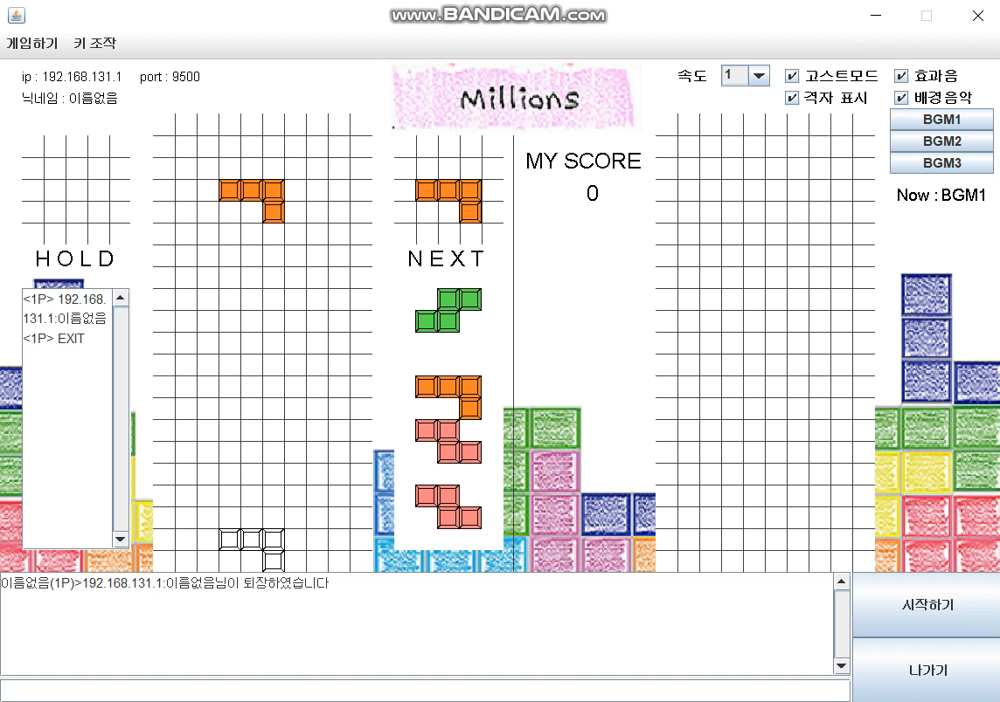 www.BANDICAM.com
게임하기 키 조작
ip : 192.168.131.1 port : 9500
닉네임 : 이름없음
Millions
속도 1
고스트모드
효과음
격자 표시
배경음악
BGM1
BGM2
BGM3
Now : BGM1
MY SCORE
0
HOLD
NEXT
<1P> 192.168.
131.1:이름없음
<1P> EXIT
이름없음(1P)>192.168.131.1:이름없음님이 퇴장하였습니다
시작하기
나가기